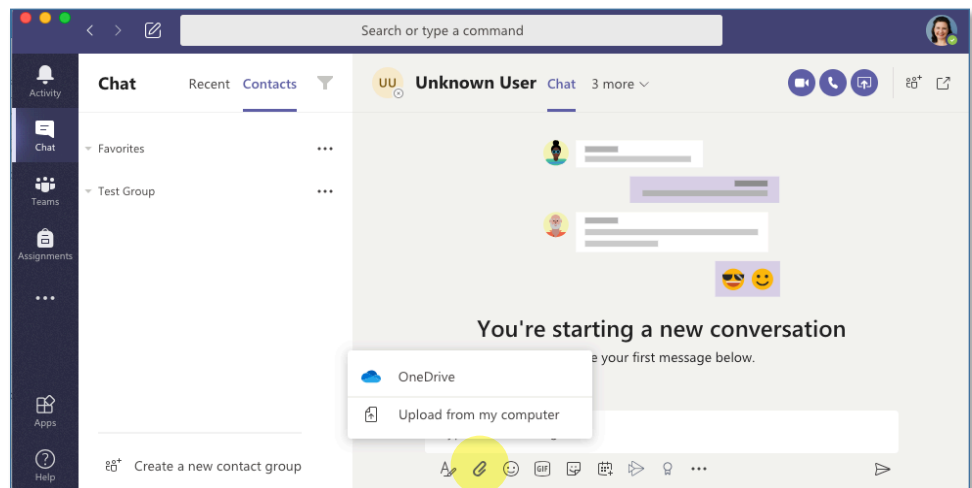 Search or type a command
Activity
Chat
Teams
Assignments
Apps
Help
Chat
Recent
Contacts
Favorites
Test Group
Create a new contact group
UU
Unknown User
Chat
3 more
You're starting a new conversation
your first message below.
OneDrive
Upload from my computer
GIF